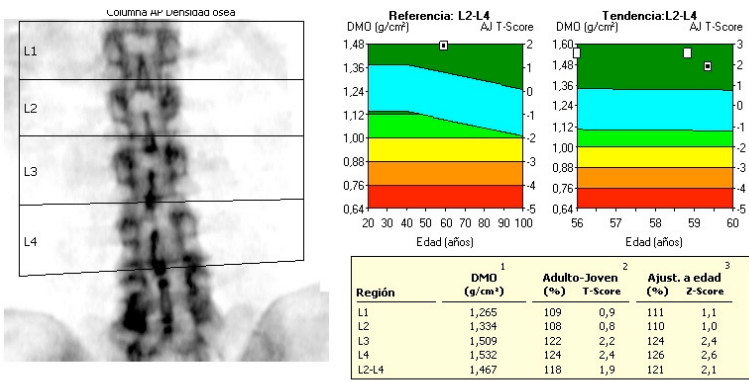 Columna AP Densidad ósea
L1
L2
L3
L4
Referencia: L2-L4
DMO (g/cm²) AJ T-Score
1,48 2
1,36 1
1,24 0
1,12 -1
1,00 -2
0,88 -3
0,76 -4
0,64 -5
20 30 40 50 60 70 80 90 100
Edad (años)
Tendencia:L2-L4
DMO (g/cm²) AJ T-Score
1,60 3
1,48 2
1,36 1
1,24 0
1,12 -1
1,00 -2
0,88 -3
0,76 -4
0,64 -5
56 57 58 59 60
Edad (años)
1 2 3
DMO Adulto-Joven Ajust. a edad
Región (g/cm²) (%) T-Score (%) Z-Score
L1 1,265 109 0,9 111 1,1
L2 1,334 108 0,8 110 1,0
L3 1,509 122 2,2 124 2,4
L4 1,532 124 2,4 126 2,6
L2-L4 1,467 118 1,9 121 2,1